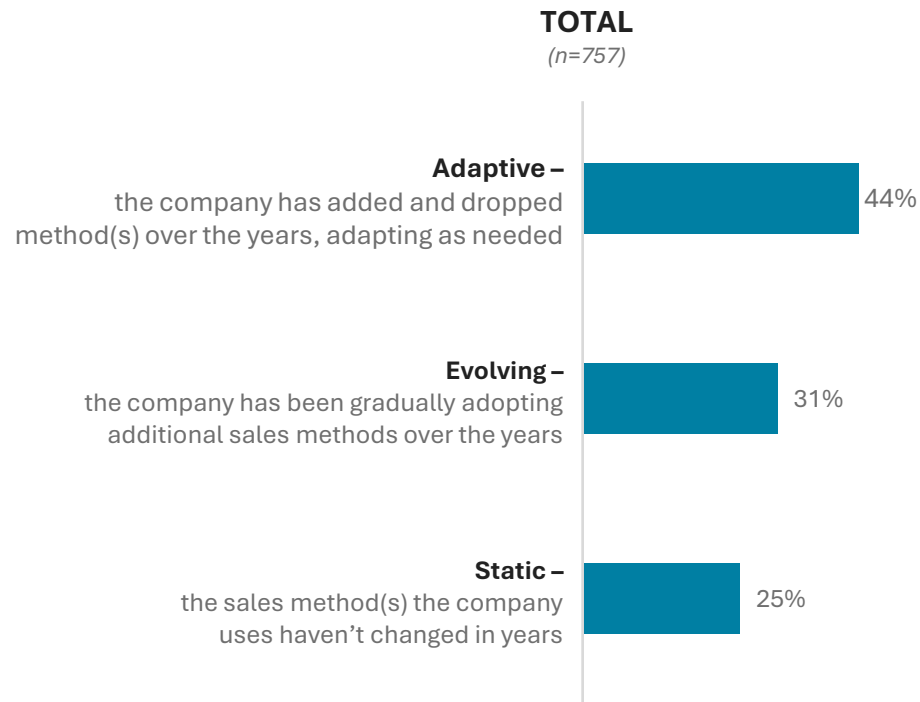 TOTAL
(n=757)
Adaptive –
the company has added and dropped
method(s) over the years, adapting as needed
44%
Evolving –
the company has been gradually adopting
additional sales methods over the years
31%
Static –
the sales method(s) the company
uses haven’t changed in years
25%